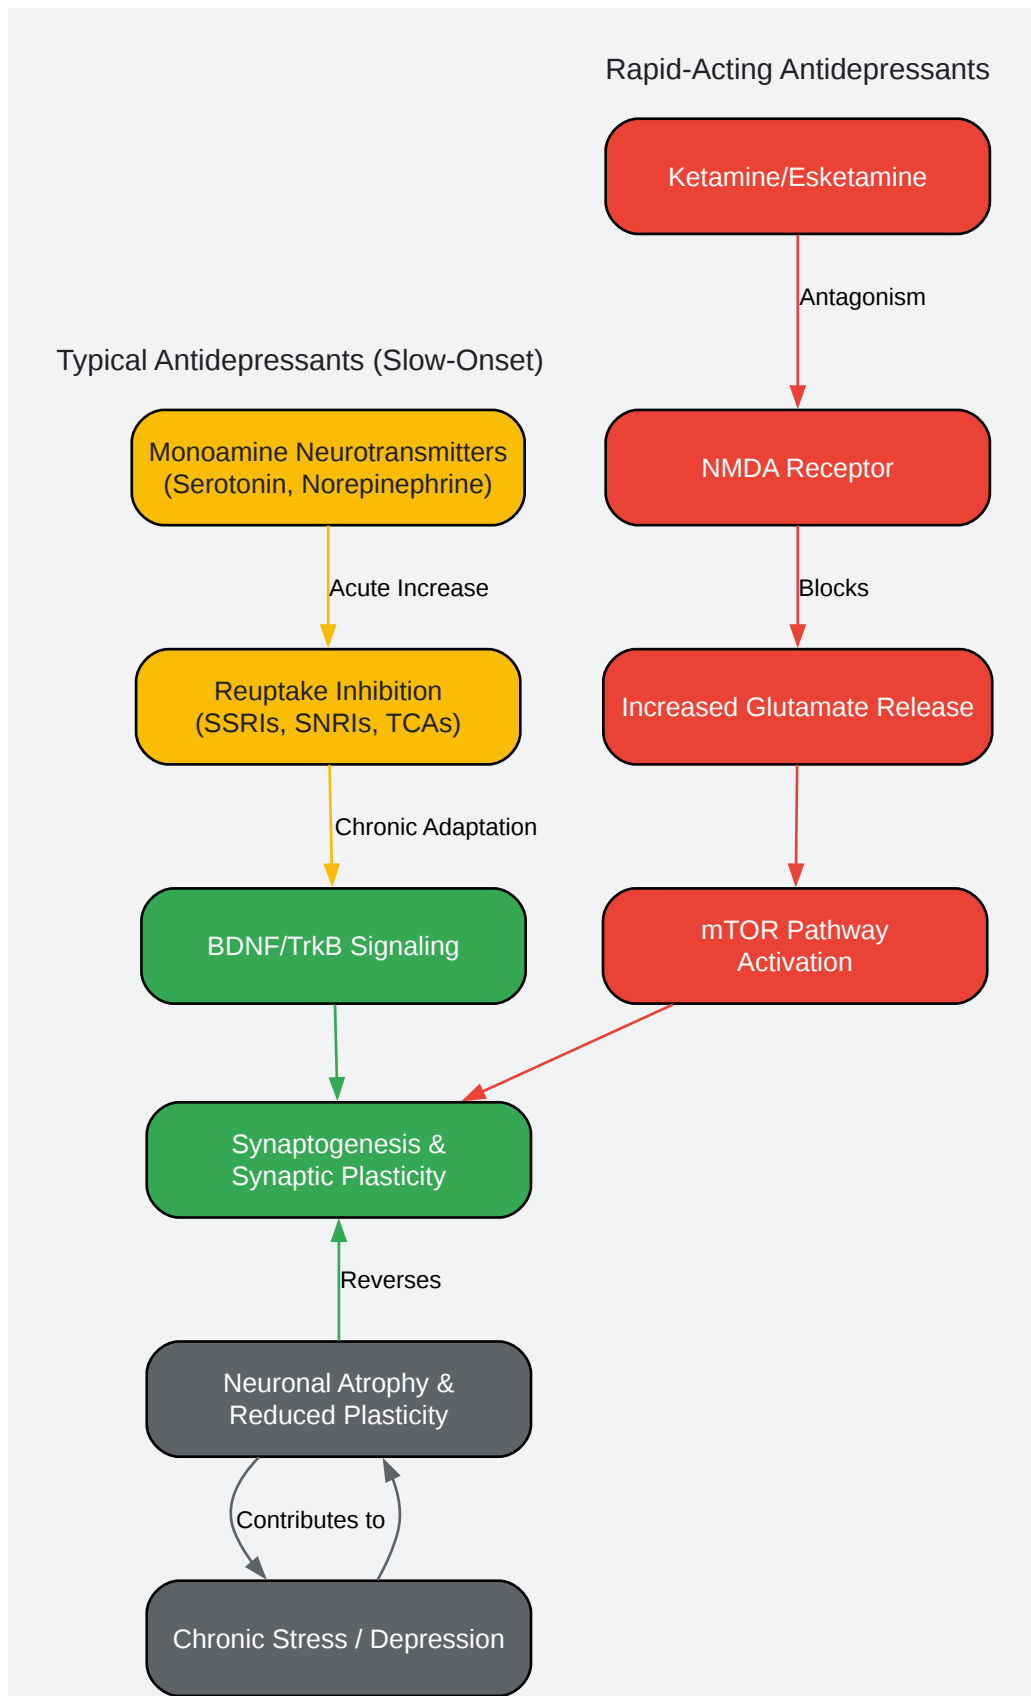 Rapid-Acting Antidepressants
Ketamine/Esketamine
Antagonism
Typical Antidepressants (Slow-Onset)
Monoamine Neurotransmitters
(Serotonin, Norepinephrine)
NMDA Receptor
Acute Increase
Blocks
Reuptake Inhibition
(SSRIs, SNRIs, TCAs)
Increased Glutamate Release
Chronic Adaptation
BDNF/TrkB Signaling
mTOR Pathway
Activation
Synaptogenesis &
Synaptic Plasticity
Reverses
Neuronal Atrophy &
Reduced Plasticity
Contributes to
Chronic Stress / Depression